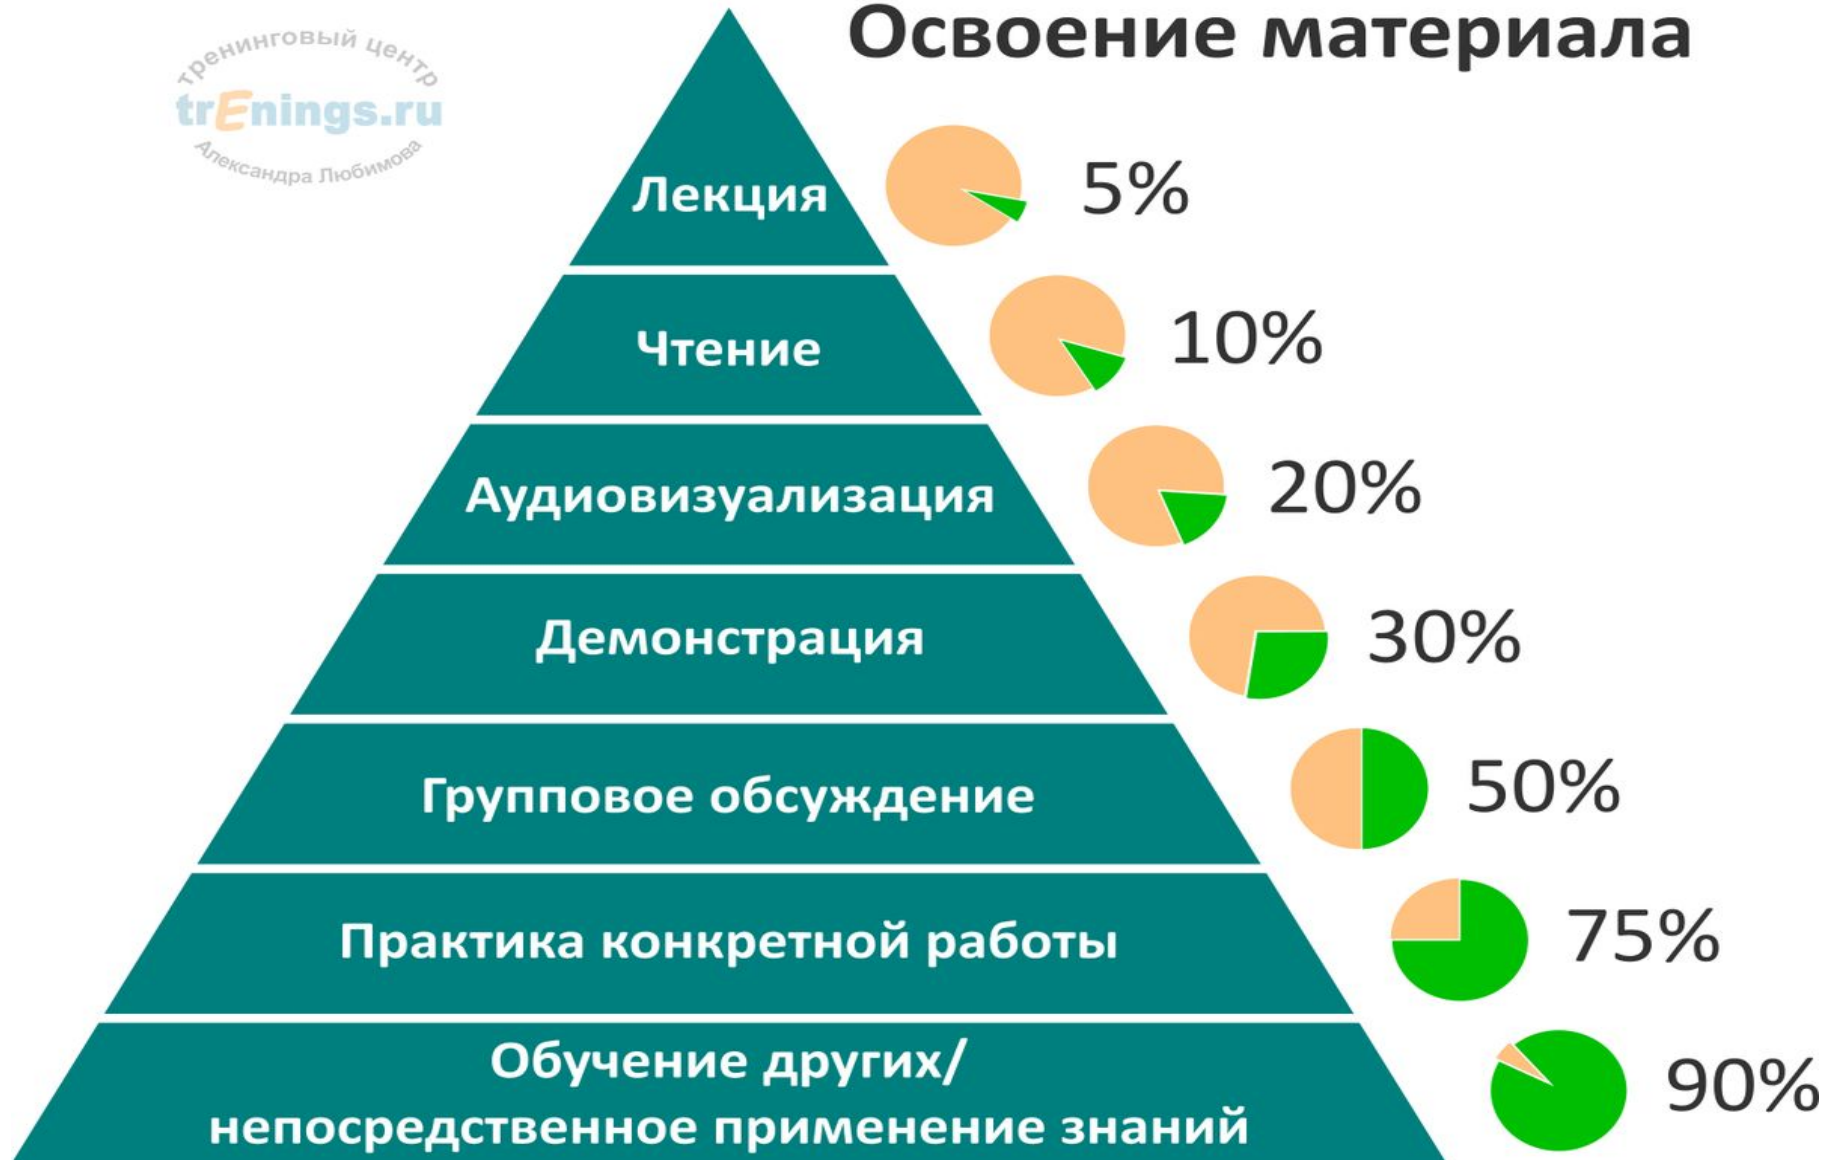 Освоение материала
тренинговый центр
trEnings.ru
Александра Любимова
Лекция
5%
Чтение
10%
Аудиовизуализация
20%
Демонстрация
30%
Групповое обсуждение
50%
Практика конкретной работы
75%
Обучение других/
непосредственное применение знаний
90%